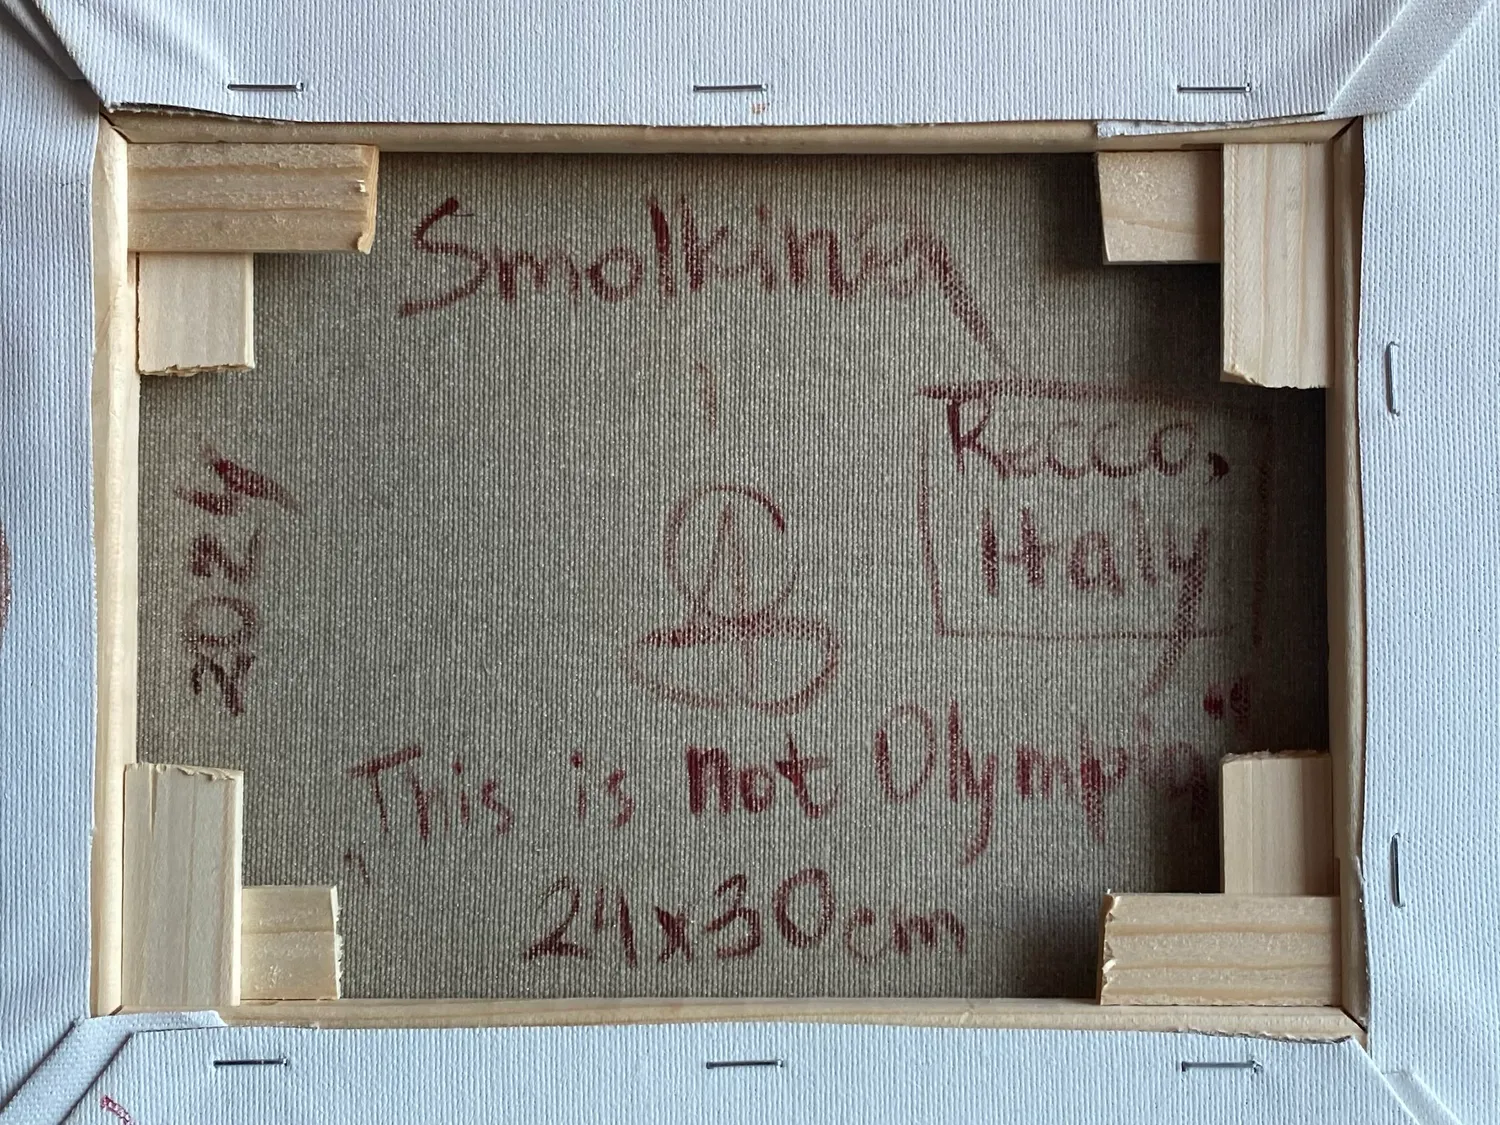 Smolkina
2024
Recco,
Italy
„This is not Olympia"
24x30cm